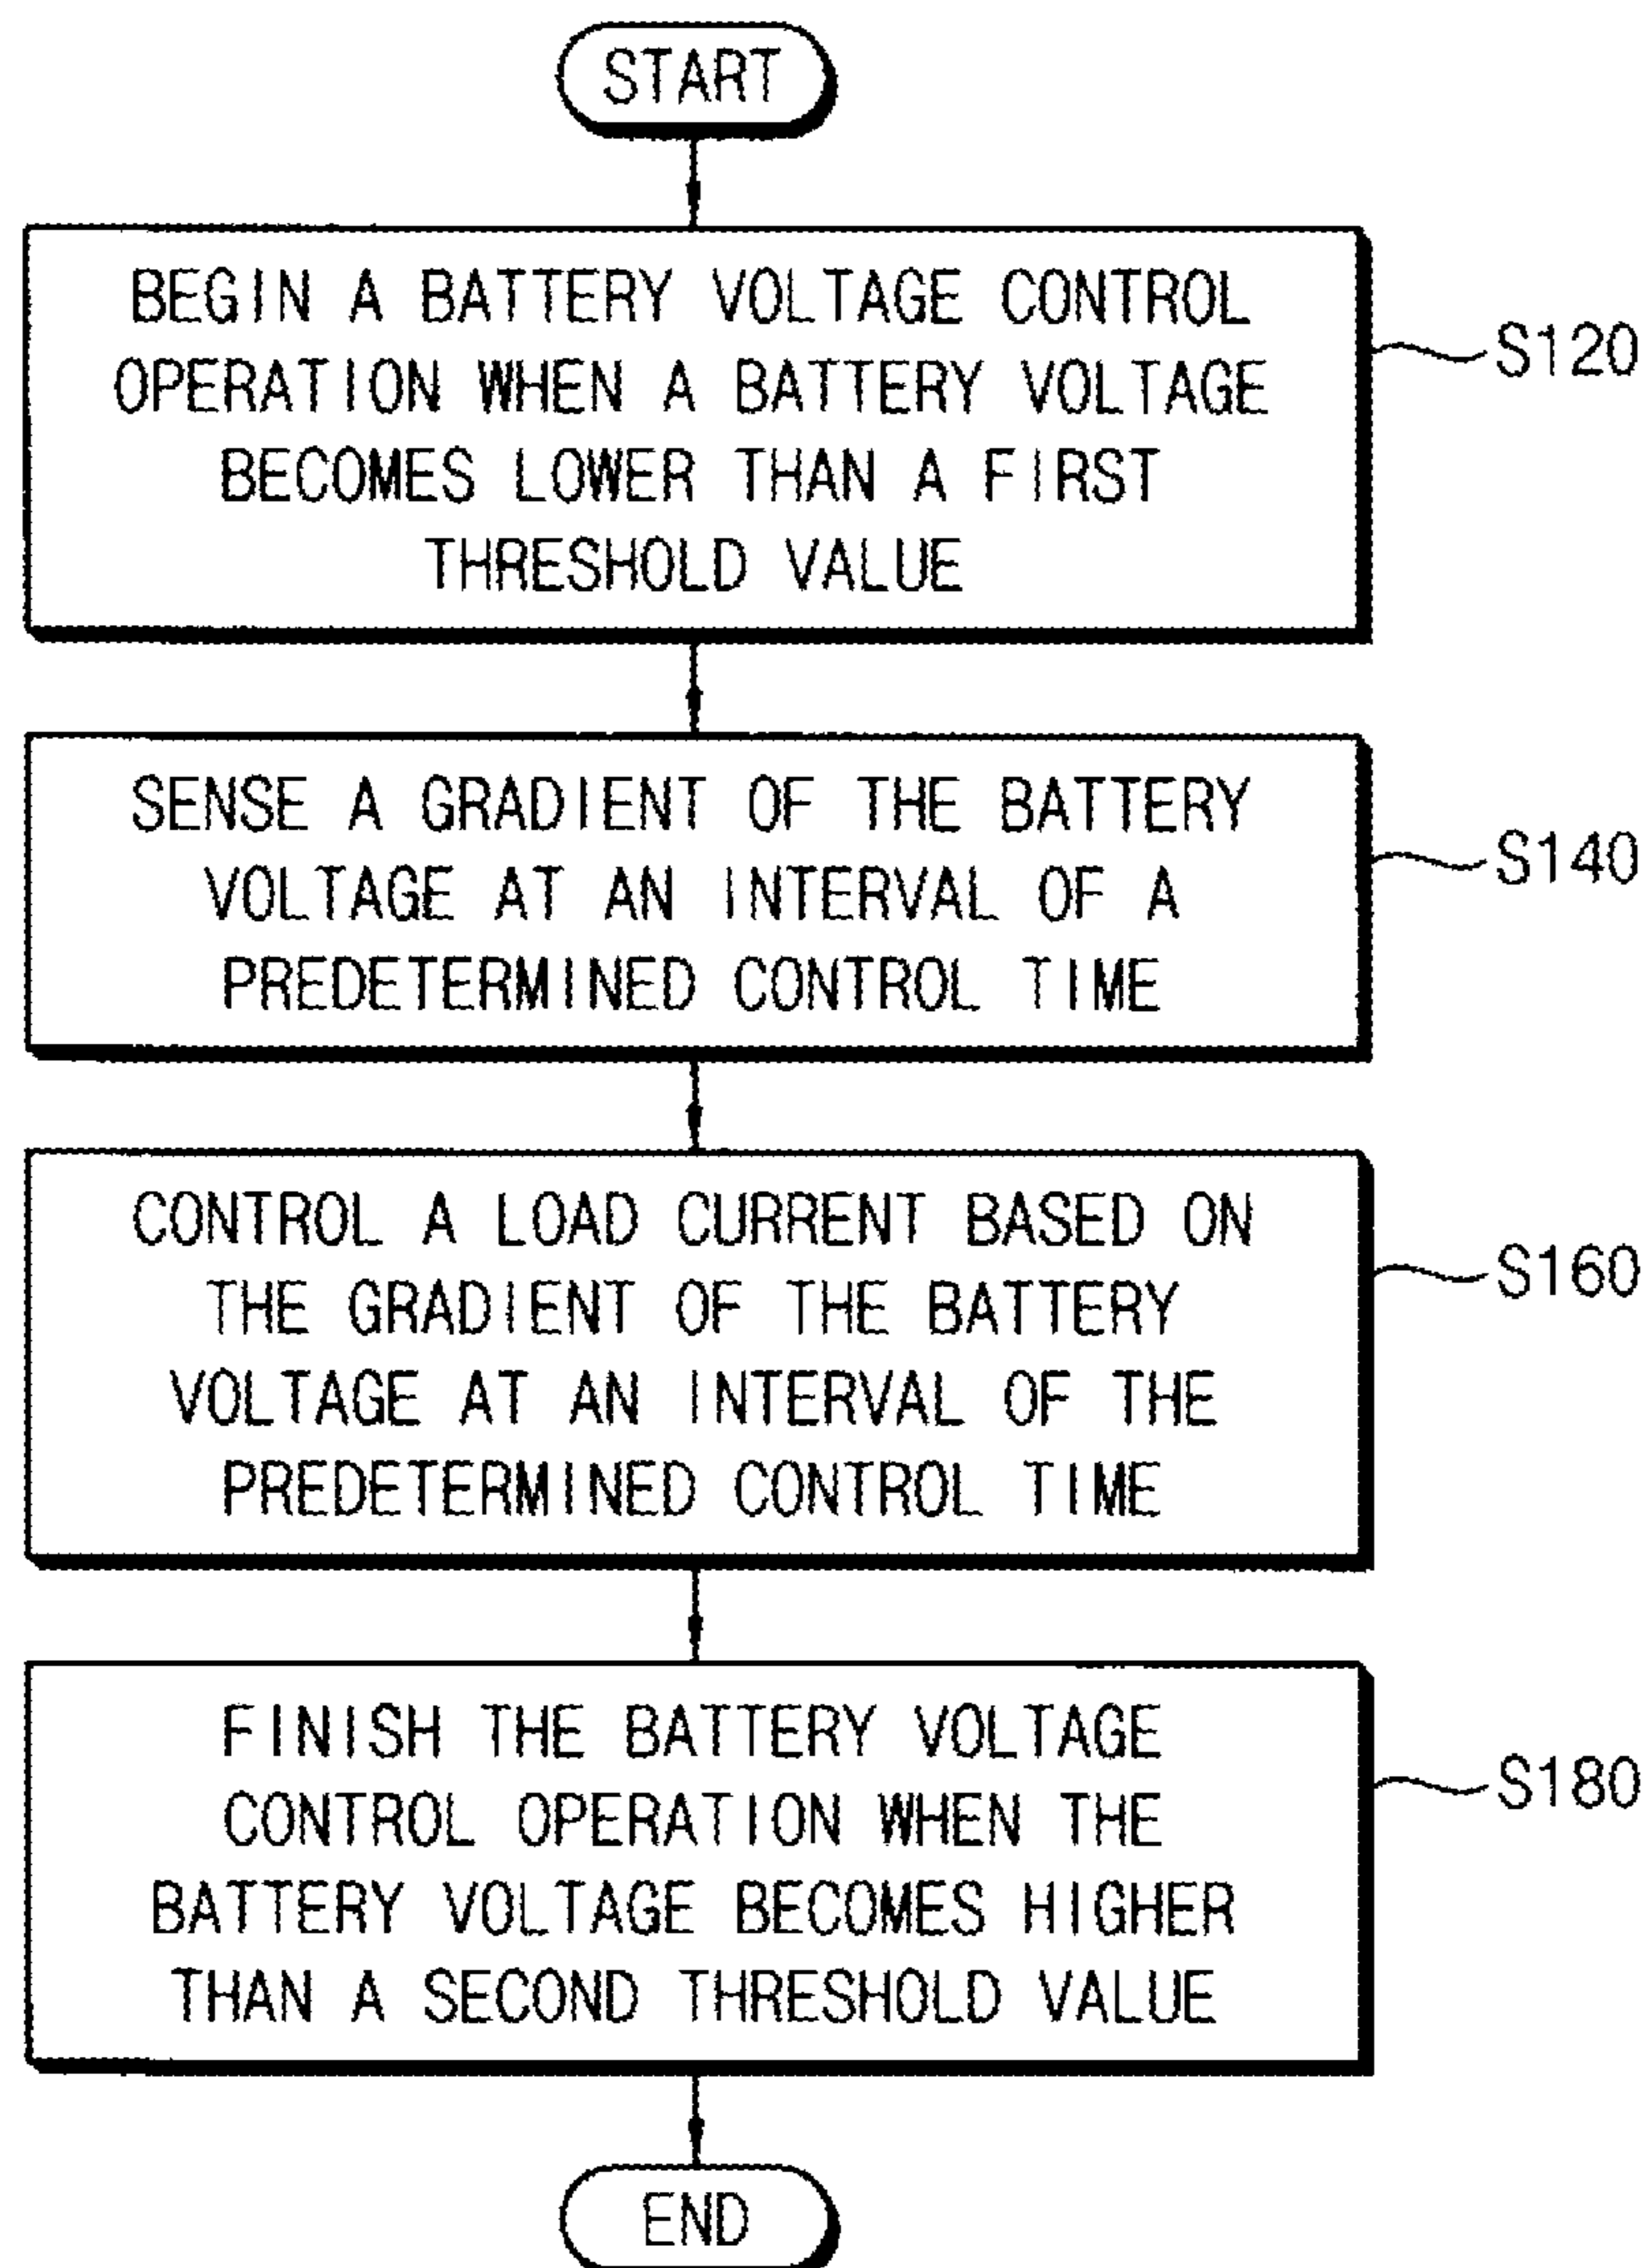 START
BEGIN A BATTERY VOLTAGE CONTROL
OPERATION WHEN A BATTERY VOLTAGE
BECOMES LOWER THAN A FIRST
THRESHOLD VALUE
S120
SENSE A GRADIENT OF THE BATTERY
VOLTAGE AT AN INTERVAL OF A
PREDETERMINED CONTROL TIME
S140
CONTROL A LOAD CURRENT BASED ON
THE GRADIENT OF THE BATTERY
VOLTAGE AT AN INTERVAL OF THE
PREDETERMINED CONTROL TIME
S160
FINISH THE BATTERY VOLTAGE
CONTROL OPERATION WHEN THE
BATTERY VOLTAGE BECOMES HIGHER
THAN A SECOND THRESHOLD VALUE
S180
END